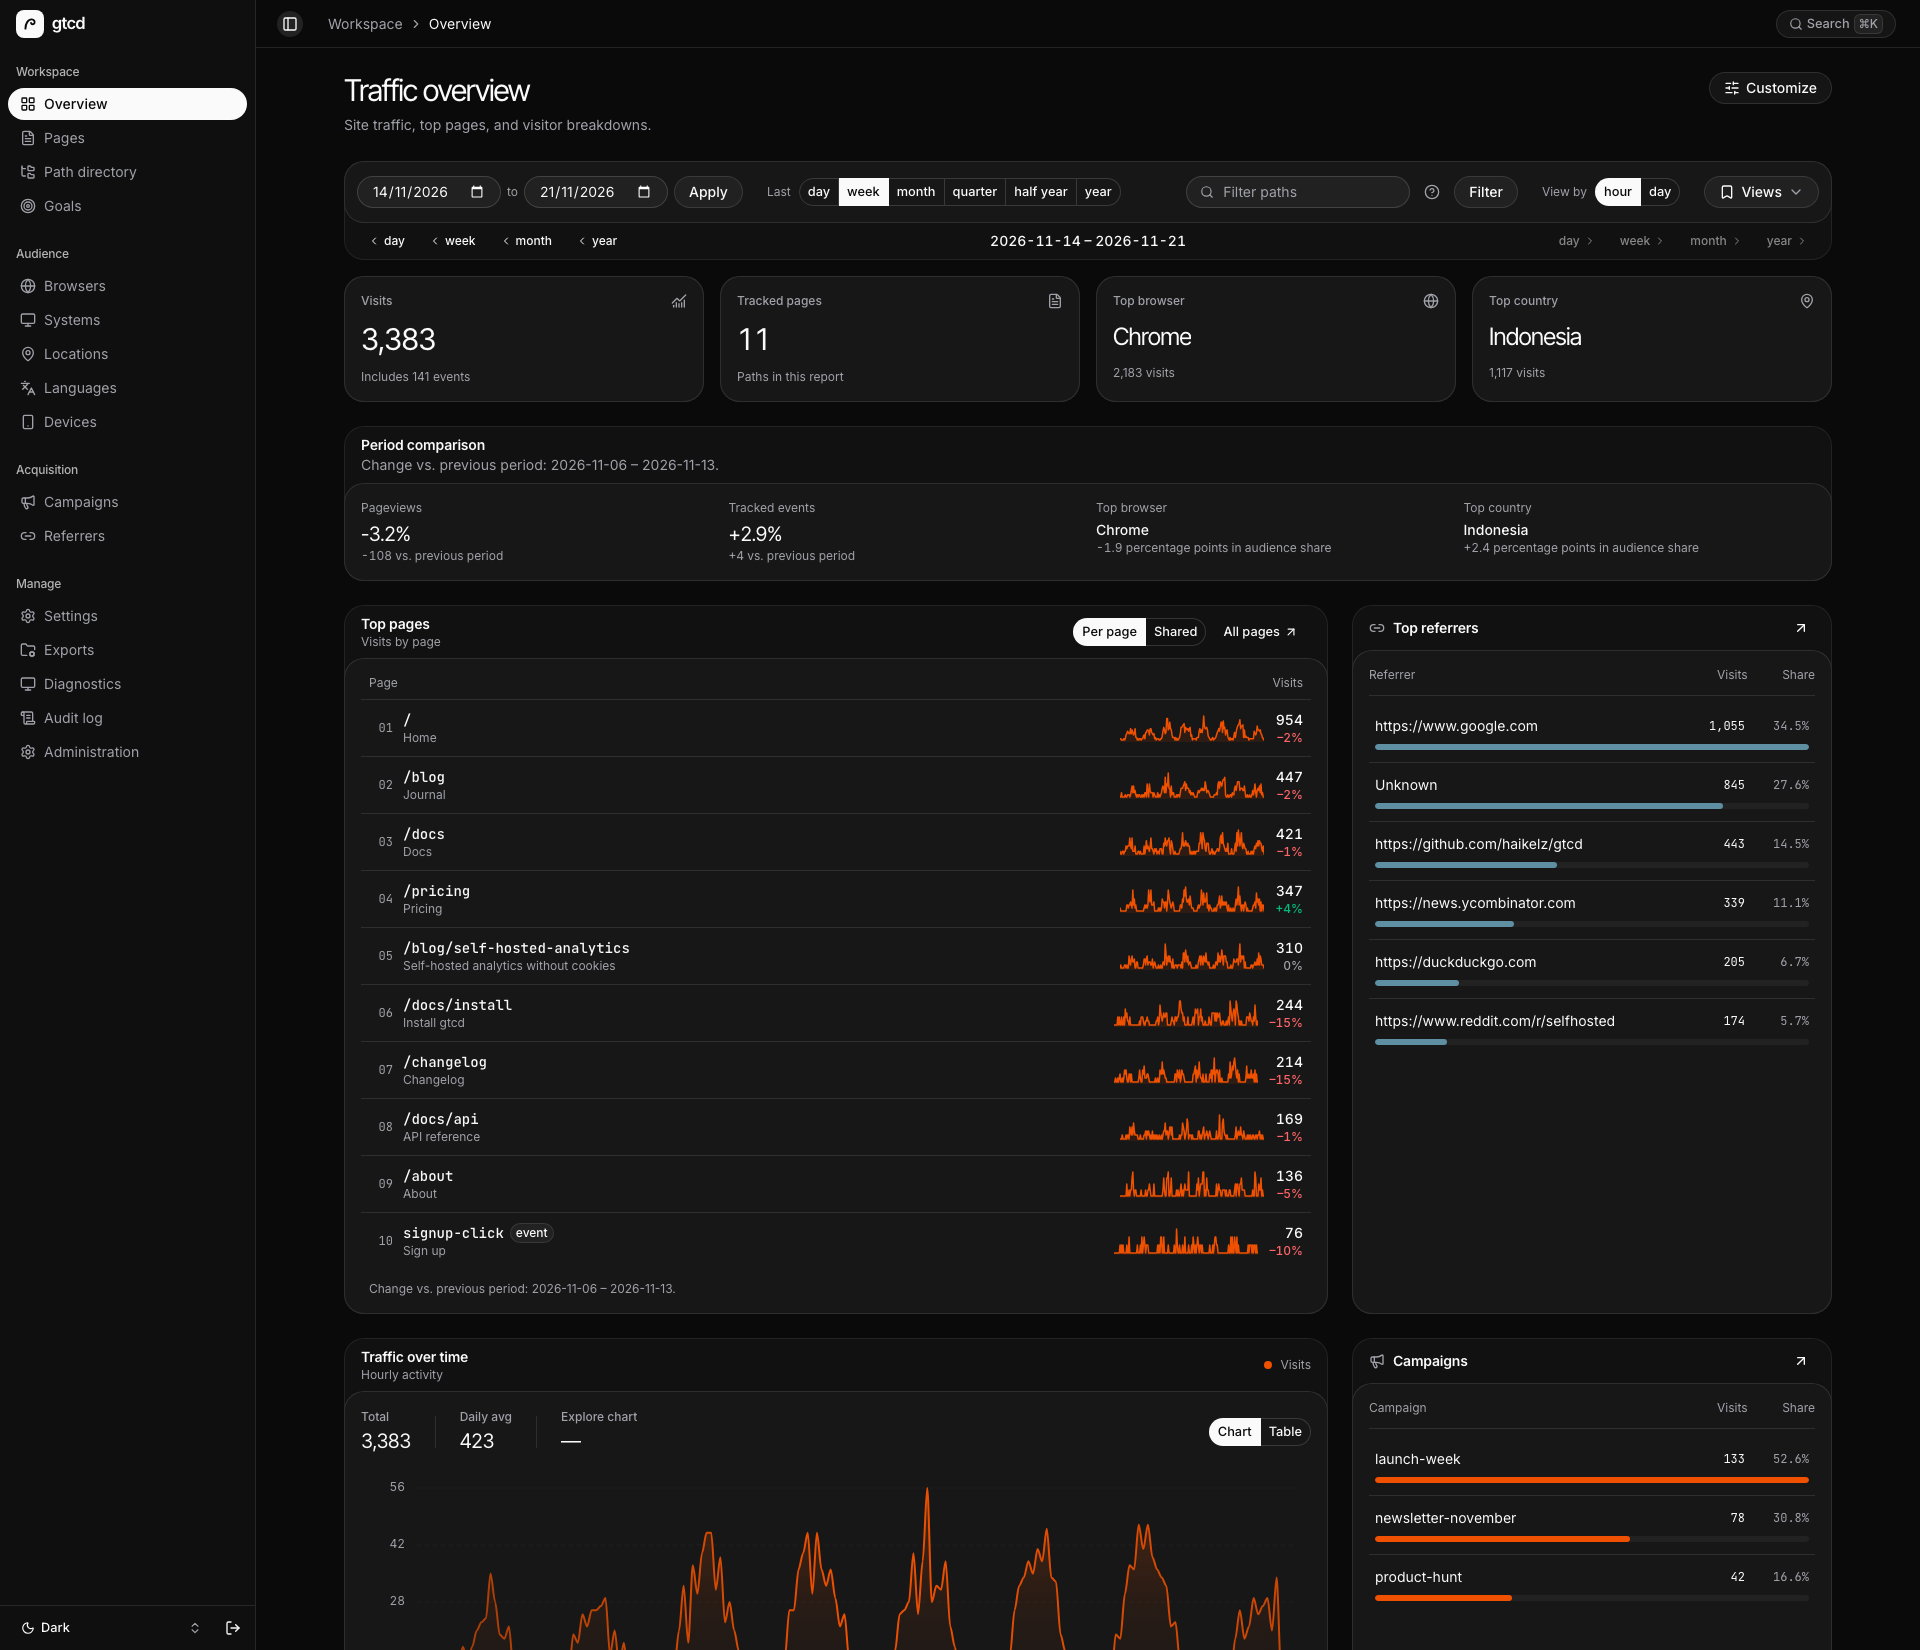 gtcd
Workspace
Overview
Pages
Path directory
Goals
Audience
Browsers
Systems
Locations
Languages
Devices
Acquisition
Campaigns
Referrers
Manage
Settings
Exports
Diagnostics
Audit log
Administration
Dark
Workspace > Overview
Search ⌘K
Traffic overview
Site traffic, top pages, and visitor breakdowns.
Customize
14/11/2026 to 21/11/2026 Apply Last day week month quarter half year year Filter paths Filter View by hour day Views
day week month year 2026-11-14 – 2026-11-21 day week month year
Visits
3,383
Includes 141 events
Tracked pages
11
Paths in this report
Top browser
Chrome
2,183 visits
Top country
Indonesia
1,117 visits
Period comparison
Change vs. previous period: 2026-11-06 – 2026-11-13.
Pageviews
-3.2%
-108 vs. previous period
Tracked events
+2.9%
+4 vs. previous period
Top browser
Chrome
-1.9 percentage points in audience share
Top country
Indonesia
+2.4 percentage points in audience share
Top pages
Visits by page
Per page Shared All pages
Page Visits
01 / 954
Home −2%
02 /blog 447
Journal −2%
03 /docs 421
Docs −1%
04 /pricing 347
Pricing +4%
05 /blog/self-hosted-analytics 310
Self-hosted analytics without cookies 0%
06 /docs/install 244
Install gtcd −15%
07 /changelog 214
Changelog −15%
08 /docs/api 169
API reference −1%
09 /about 136
About −5%
10 signup-click event 76
Sign up −10%
Change vs. previous period: 2026-11-06 – 2026-11-13.
Top referrers
Referrer Visits Share
https://www.google.com 1,055 34.5%
Unknown 845 27.6%
https://github.com/haikelz/gtcd 443 14.5%
https://news.ycombinator.com 339 11.1%
https://duckduckgo.com 205 6.7%
https://www.reddit.com/r/selfhosted 174 5.7%
Traffic over time
Hourly activity
Visits
Total
3,383
Daily avg
423
Explore chart
—
Chart Table
56
42
28
Campaigns
Campaign Visits Share
launch-week 133 52.6%
newsletter-november 78 30.8%
product-hunt 42 16.6%